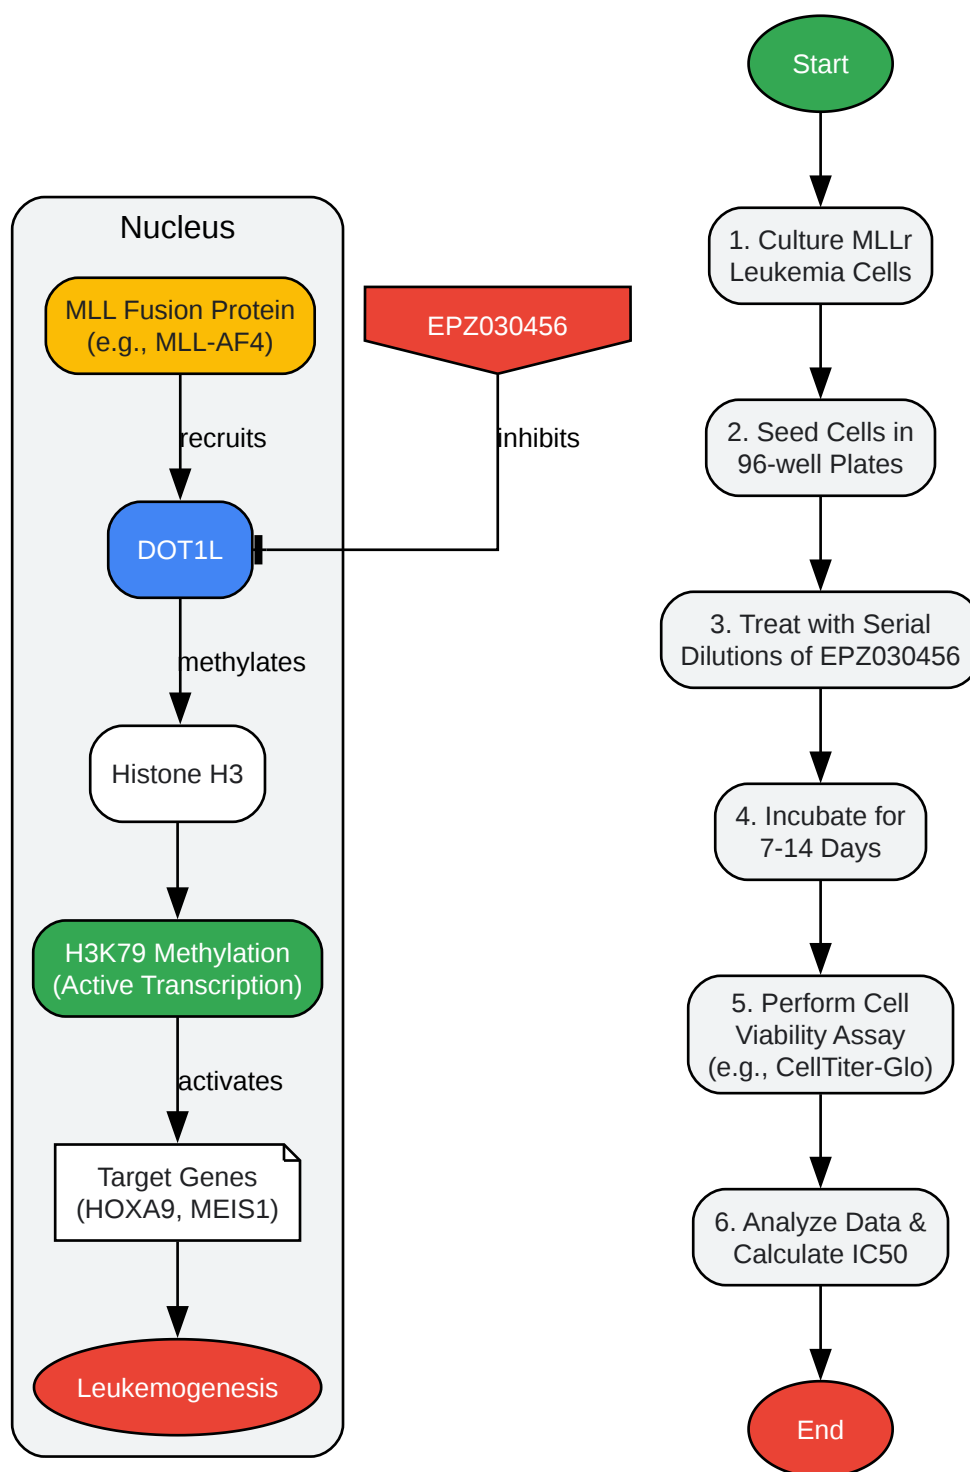 Nucleus
MLL Fusion Protein
(e.g., MLL-AF4)
recruits
DOT1L
methylates
Histone H3
H3K79 Methylation
(Active Transcription)
activates
Target Genes
(HOXA9, MEIS1)
Leukemogenesis
EPZ030456
inhibits
Start
1. Culture MLLr
Leukemia Cells
2. Seed Cells in
96-well Plates
3. Treat with Serial
Dilutions of EPZ030456
4. Incubate for
7-14 Days
5. Perform Cell
Viability Assay
(e.g., CellTiter-Glo)
6. Analyze Data &
Calculate IC50
End